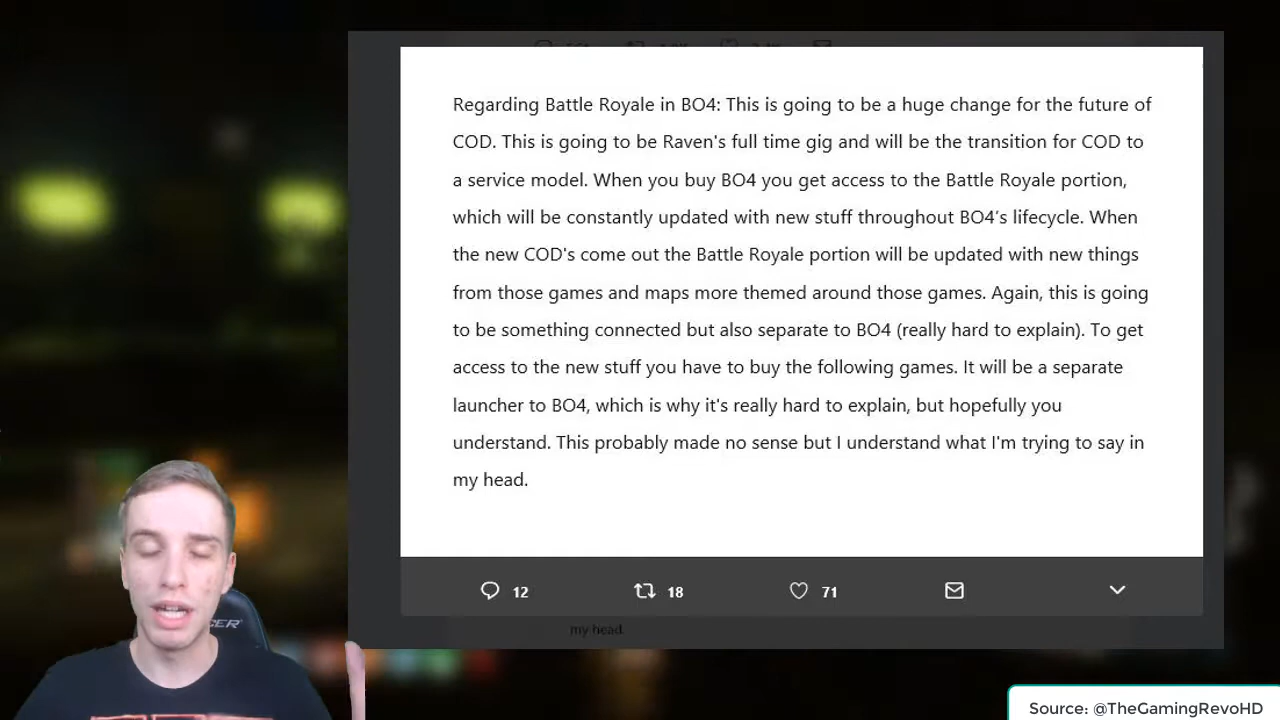 Regarding Battle Royale in BO4: This is going to be a huge change for the future of
COD. This is going to be Raven's full time gig and will be the transition for COD to
a service model. When you buy BO4 you get access to the Battle Royale portion,
which will be constantly updated with new stuff throughout BO4's lifecycle. When
the new COD's come out the Battle Royale portion will be updated with new things
from those games and maps more themed around those games. Again, this is going
to be something connected but also separate to BO4 (really hard to explain). To get
access to the new stuff you have to buy the following games. It will be a separate
launcher to BO4, which is why it's really hard to explain, but hopefully you
understand. This probably made no sense but I understand what I'm trying to say in
my head.
12 18 71
my head.
Source: @TheGamingRevoHD